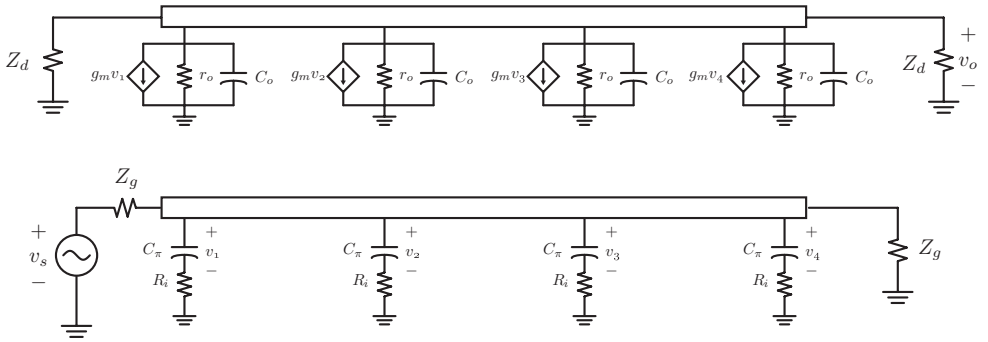 +
Z_d g_m v_1 r_o C_o g_m v_2 r_o C_o g_m v_3 r_o C_o g_m v_4 r_o C_o Z_d v_o
−
Z_g
+ + + + +
v_s C_π v_1 C_π v_2 C_π v_3 C_π v_4 Z_g
− − − − −
R_i R_i R_i R_i